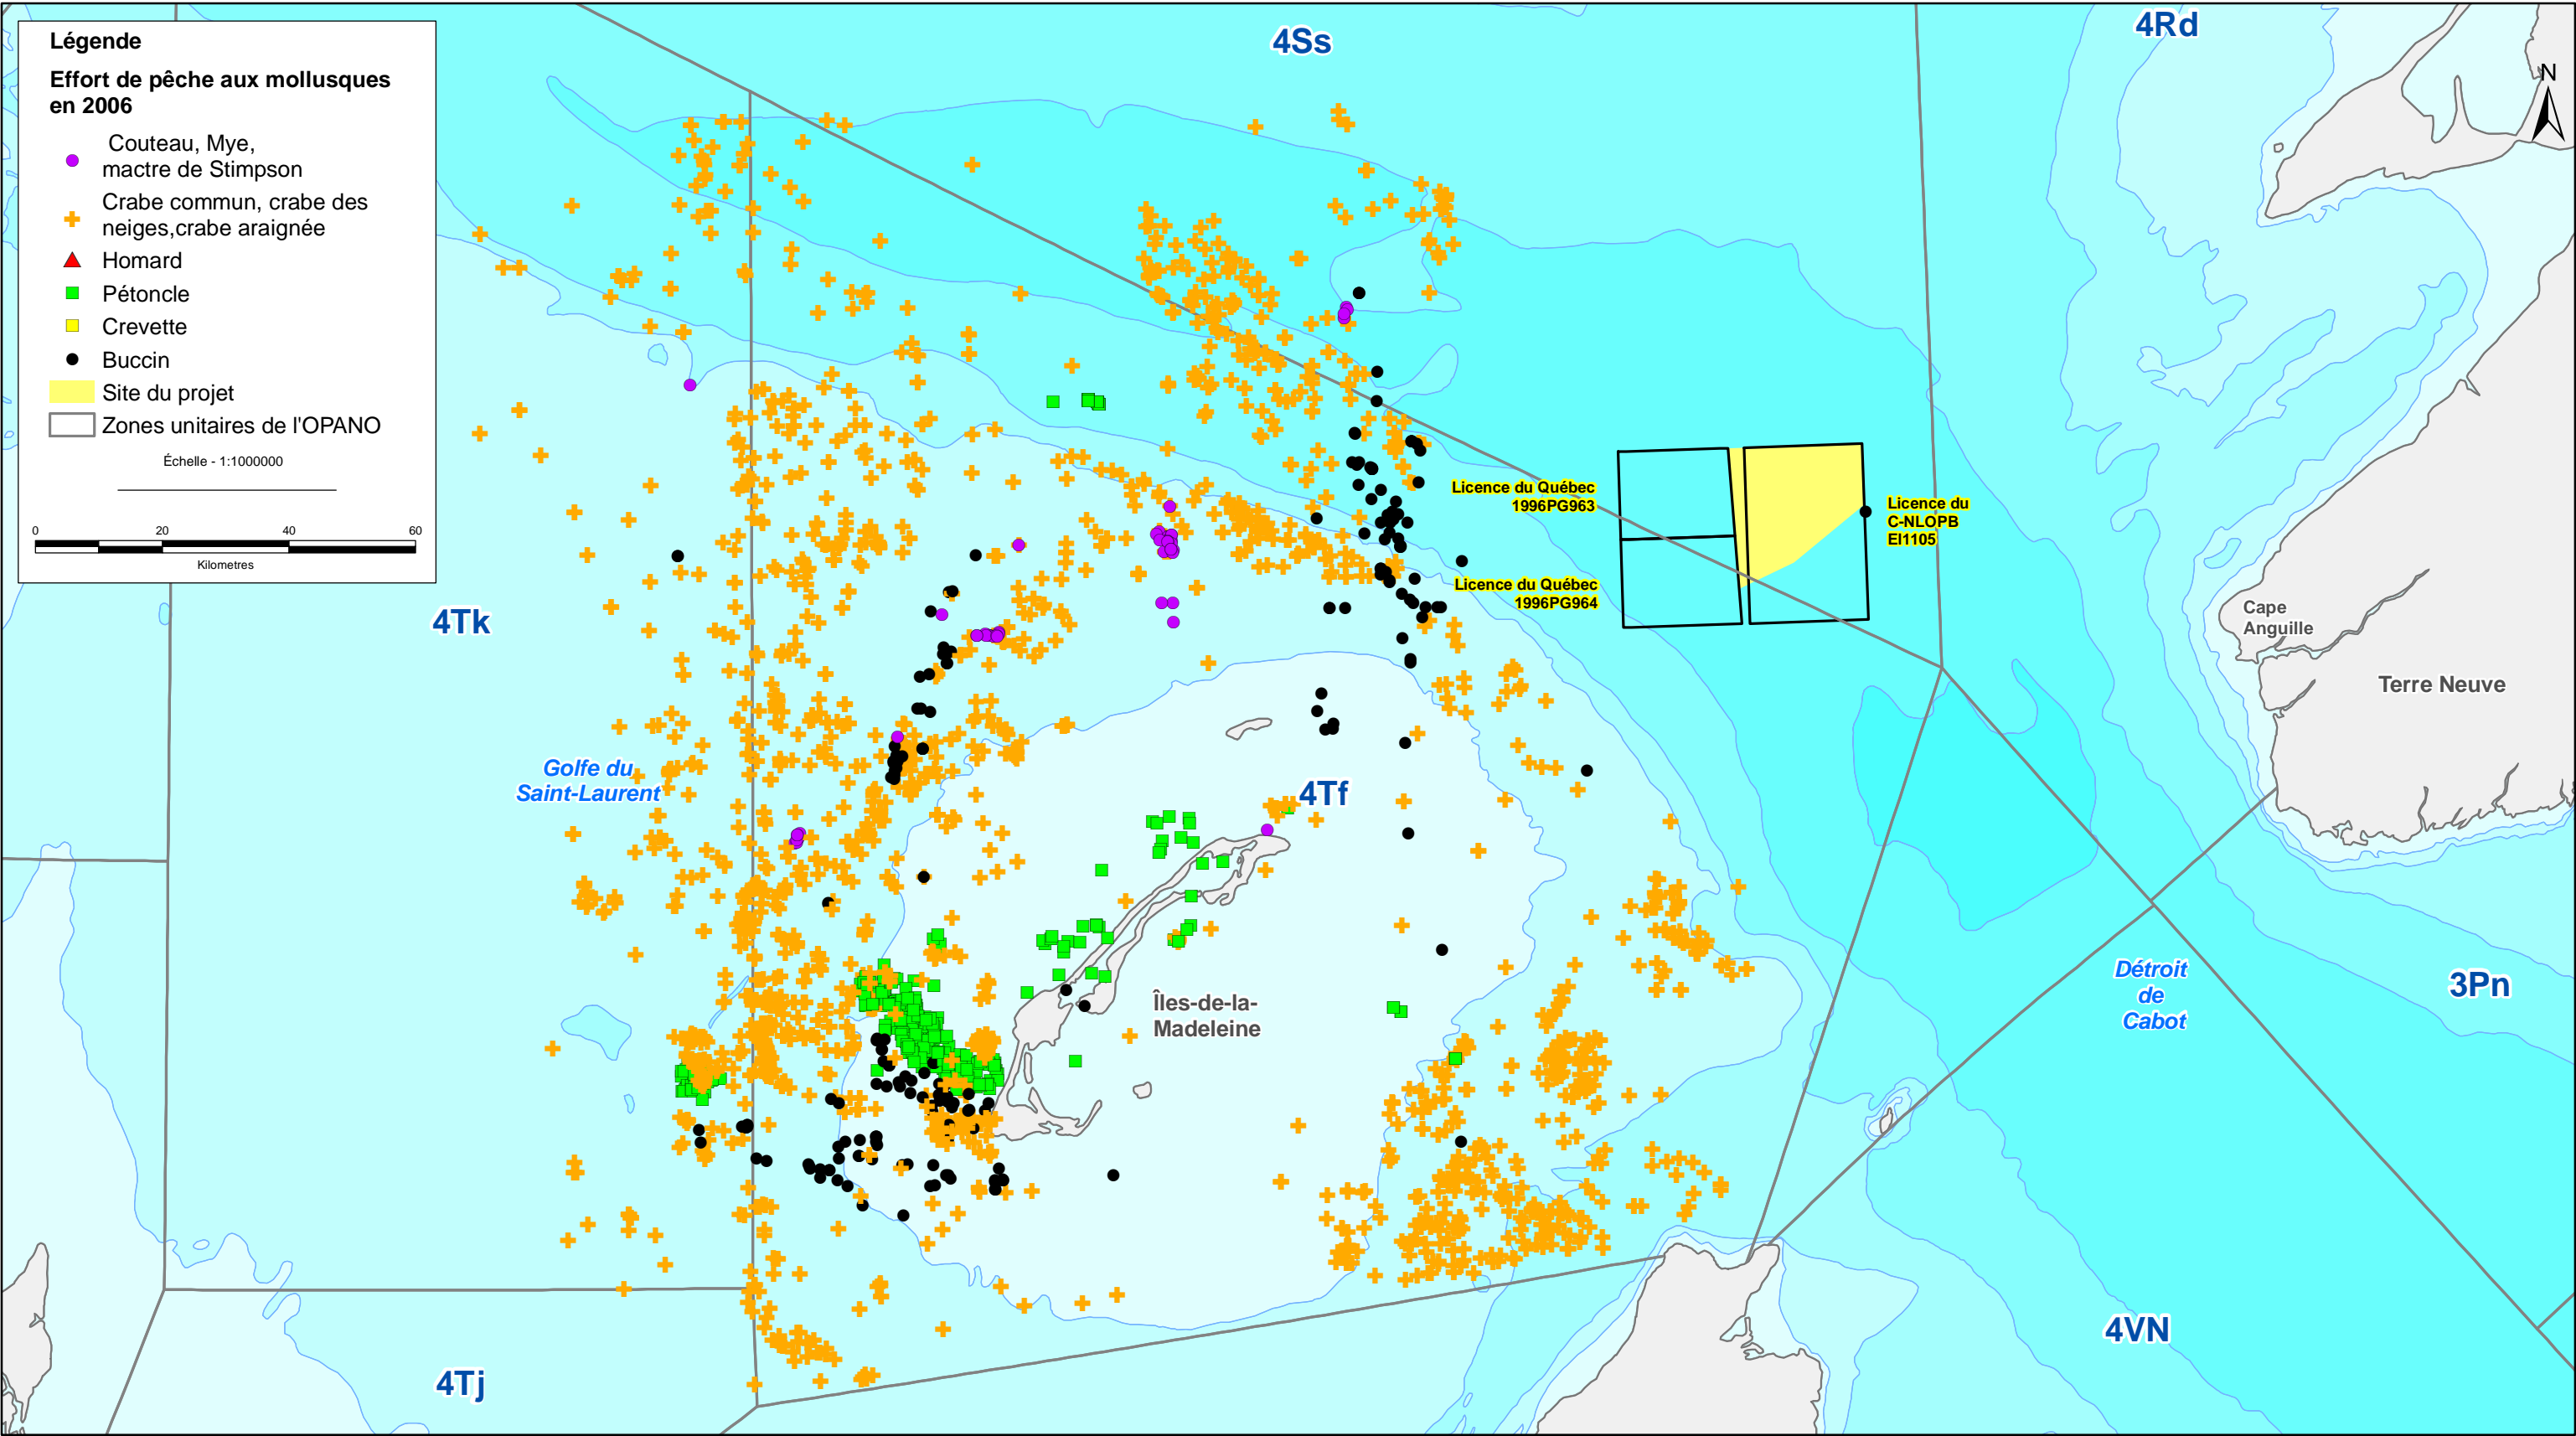 Légende
Effort de pêche aux mollusques
en 2006
Couteau, Mye,
mactre de Stimpson
Crabe commun, crabe des
neiges,crabe araignée
Homard
Pétoncle
Crevette
Buccin
Site du projet
Zones unitaires de l'OPANO
Échelle - 1:1000000
0 20 40 60
Kilometres
4Ss
4Rd
N
Licence du Québec
1996PG963
Licence du
C-NLOPB
El1105
Licence du Québec
1996PG964
4Tk
Cape
Anguille
Terre Neuve
Golfe du
Saint-Laurent
4Tf
Îles-de-la-
Madeleine
Détroit
de
Cabot
3Pn
4VN
4Tj